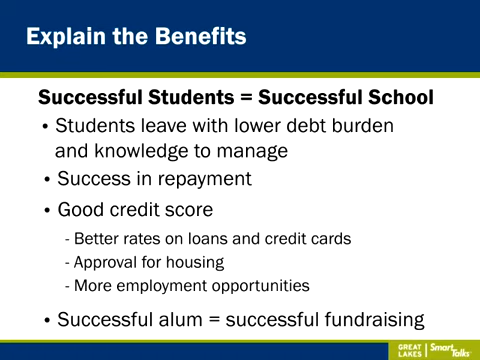 Explain the Benefits
Successful Students = Successful School
• Students leave with lower debt burden
and knowledge to manage
• Success in repayment
• Good credit score
- Better rates on loans and credit cards
- Approval for housing
- More employment opportunities
• Successful alum = successful fundraising
GREAT LAKES | SmartTalks